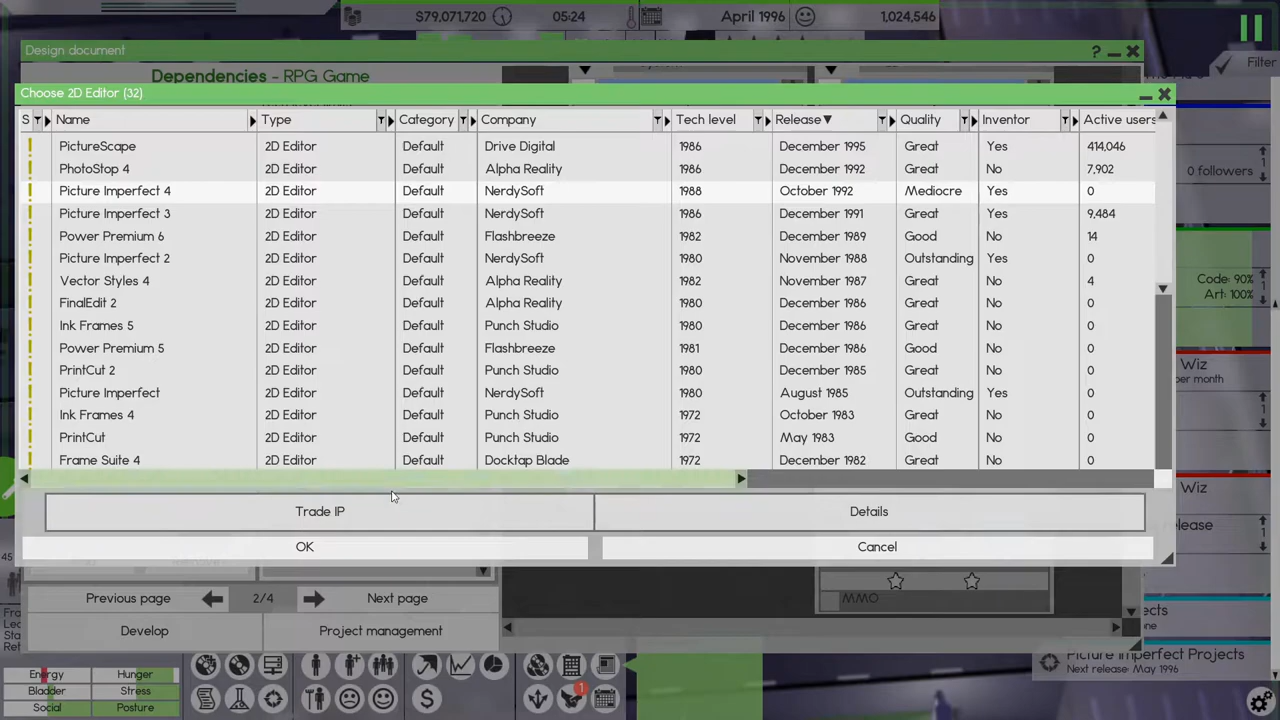 $79,071,720 05:24 April 1996 1,024,546
Design document ?
Dependencies - RPG Game
Filter
Choose 2D Editor (32)
S Name Type Category Company Tech level Release Quality Inventor Active users
! PictureScape 2D Editor Default Drive Digital 1986 December 1995 Great Yes 414,046
! PhotoStop 4 2D Editor Default Alpha Reality 1986 December 1992 Great No 7,902
! Picture Imperfect 4 2D Editor Default NerdySoft 1988 October 1992 Mediocre Yes 0
! Picture Imperfect 3 2D Editor Default NerdySoft 1986 December 1991 Great Yes 9,484
! Power Premium 6 2D Editor Default Flashbreeze 1982 December 1989 Good No 14
! Picture Imperfect 2 2D Editor Default NerdySoft 1980 November 1988 Outstanding Yes 0
! Vector Styles 4 2D Editor Default Alpha Reality 1982 November 1987 Great No 4
! FinalEdit 2 2D Editor Default Alpha Reality 1980 December 1986 Great No 0
! Ink Frames 5 2D Editor Default Punch Studio 1980 December 1986 Great No 0
! Power Premium 5 2D Editor Default Flashbreeze 1981 December 1986 Good No 0
! PrintCut 2 2D Editor Default Punch Studio 1980 December 1985 Great No 0
! Picture Imperfect 2D Editor Default NerdySoft 1980 August 1985 Outstanding Yes 0
! Ink Frames 4 2D Editor Default Punch Studio 1972 October 1983 Great No 0
! PrintCut 2D Editor Default Punch Studio 1972 May 1983 Good No 0
! Frame Suite 4 2D Editor Default Docktap Blade 1972 December 1982 Great No 0
Trade IP Details
OK Cancel
0 followers
Code: 90%
Art: 100%
Wiz
per month
Wiz
elease
45
MMO
Previous page 2/4 Next page
Develop Project management
Picture Imperfect Projects
Next release: May 1996
Energy Hunger
Bladder Stress
Social Posture
1